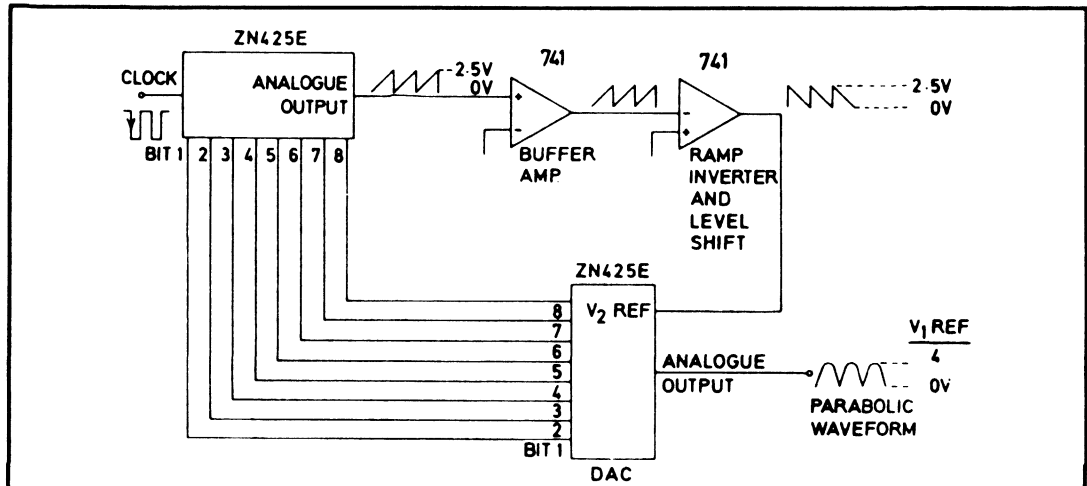 ZN425E
CLOCK
ANALOGUE
OUTPUT
2.5V
0V
741
BUFFER
AMP
741
RAMP
INVERTER
AND
LEVEL
SHIFT
2.5V
0V
BIT 1 2 3 4 5 6 7 8
ZN425E
V2 REF
8
7
6
5
4
3
2
BIT 1
DAC
ANALOGUE
OUTPUT
V1 REF
4
0V
PARABOLIC
WAVEFORM